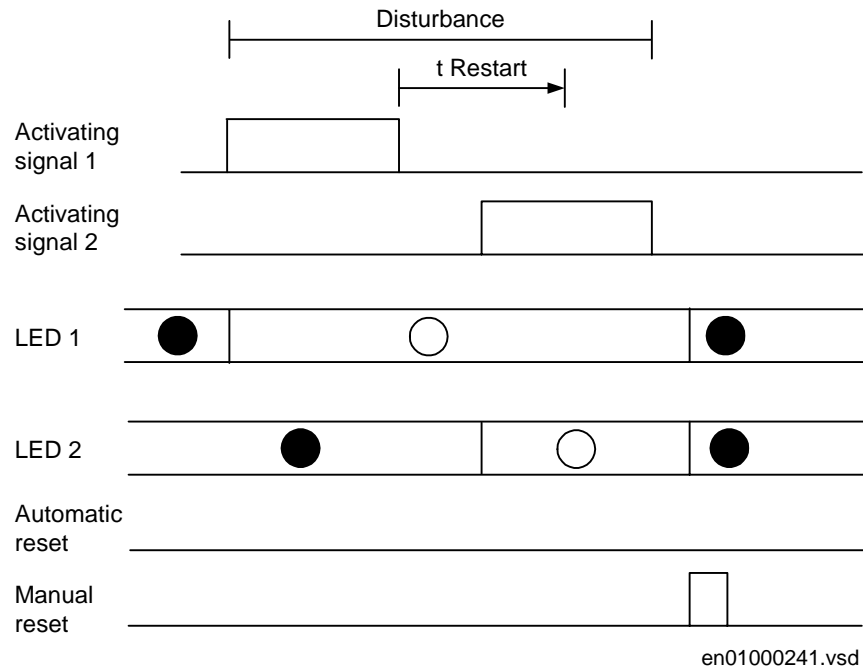 Disturbance
t Restart
Activating
signal 1
Activating
signal 2
LED 1
LED 2
Automatic
reset
Manual
reset
en01000241.vsd